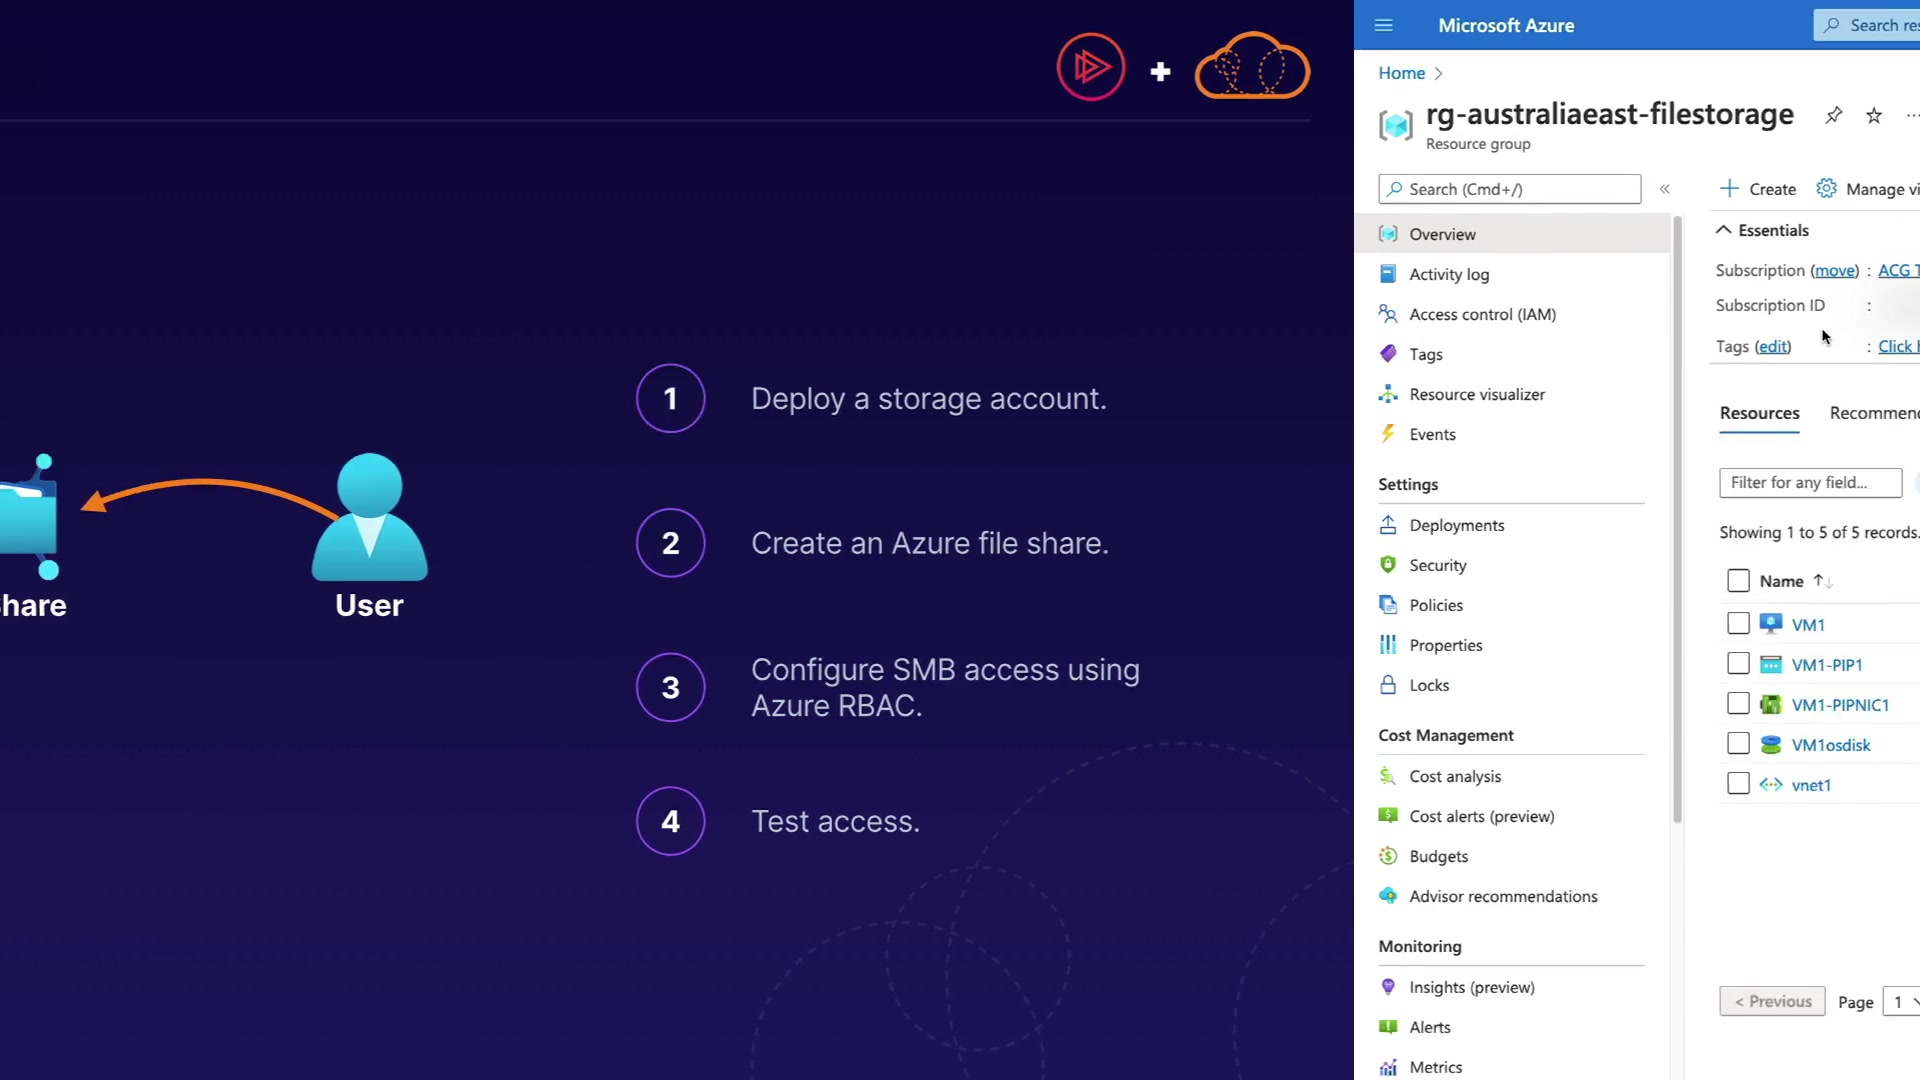 hare
User
1
Deploy a storage account.
2
Create an Azure file share.
3
Configure SMB access using
Azure RBAC.
4
Test access.
Microsoft Azure
Search res
Home
rg-australiaeast-filestorage
Resource group
Search (Cmd+/)
Overview
Activity log
Access control (IAM)
Tags
Resource visualizer
Events
Settings
Deployments
Security
Policies
Properties
Locks
Cost Management
Cost analysis
Cost alerts (preview)
Budgets
Advisor recommendations
Monitoring
Insights (preview)
Alerts
Metrics
Create Manage vi
Essentials
Subscription (move) : ACG T
Subscription ID :
Tags (edit) : Click h
Resources Recommen
Filter for any field...
Showing 1 to 5 of 5 records.
Name
VM1
VM1-PIP1
VM1-PIPNIC1
VM1osdisk
vnet1
< Previous Page 1